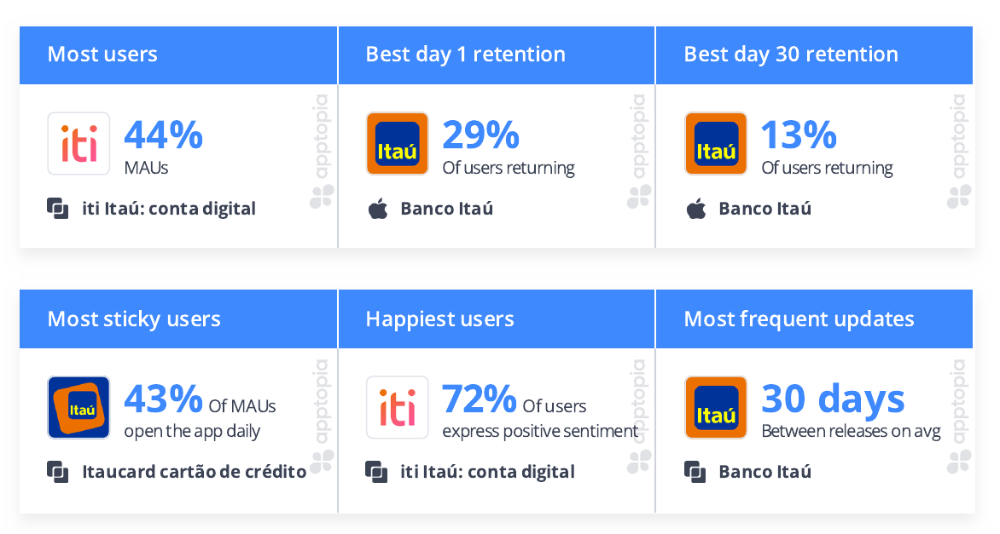 Most users
Best day 1 retention
Best day 30 retention
iti
44%
MAUs
iti Itaú: conta digital
apptopia
Itaú
29%
Of users returning
Banco Itaú
apptopia
Itaú
13%
Of users returning
Banco Itaú
apptopia
Most sticky users
Happiest users
Most frequent updates
Itaú
43% Of MAUs
open the app daily
Itaucard cartão de crédito
apptopia
iti
72% Of users
express positive sentiment
iti Itaú: conta digital
apptopia
Itaú
30 days
Between releases on avg
Banco Itaú
apptopia